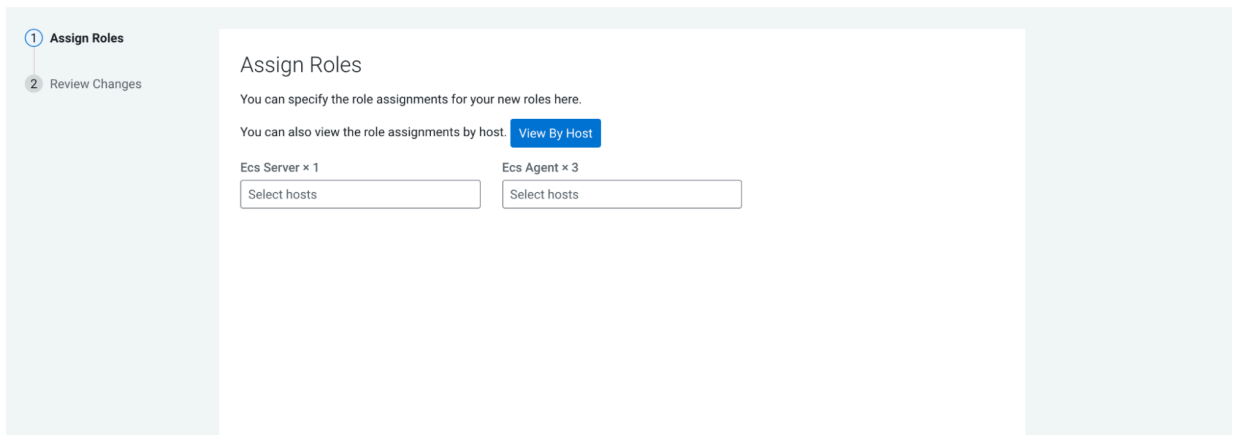 1 Assign Roles
2 Review Changes
Assign Roles
You can specify the role assignments for your new roles here.
You can also view the role assignments by host. View By Host
Ecs Server × 1 Ecs Agent × 3
Select hosts Select hosts